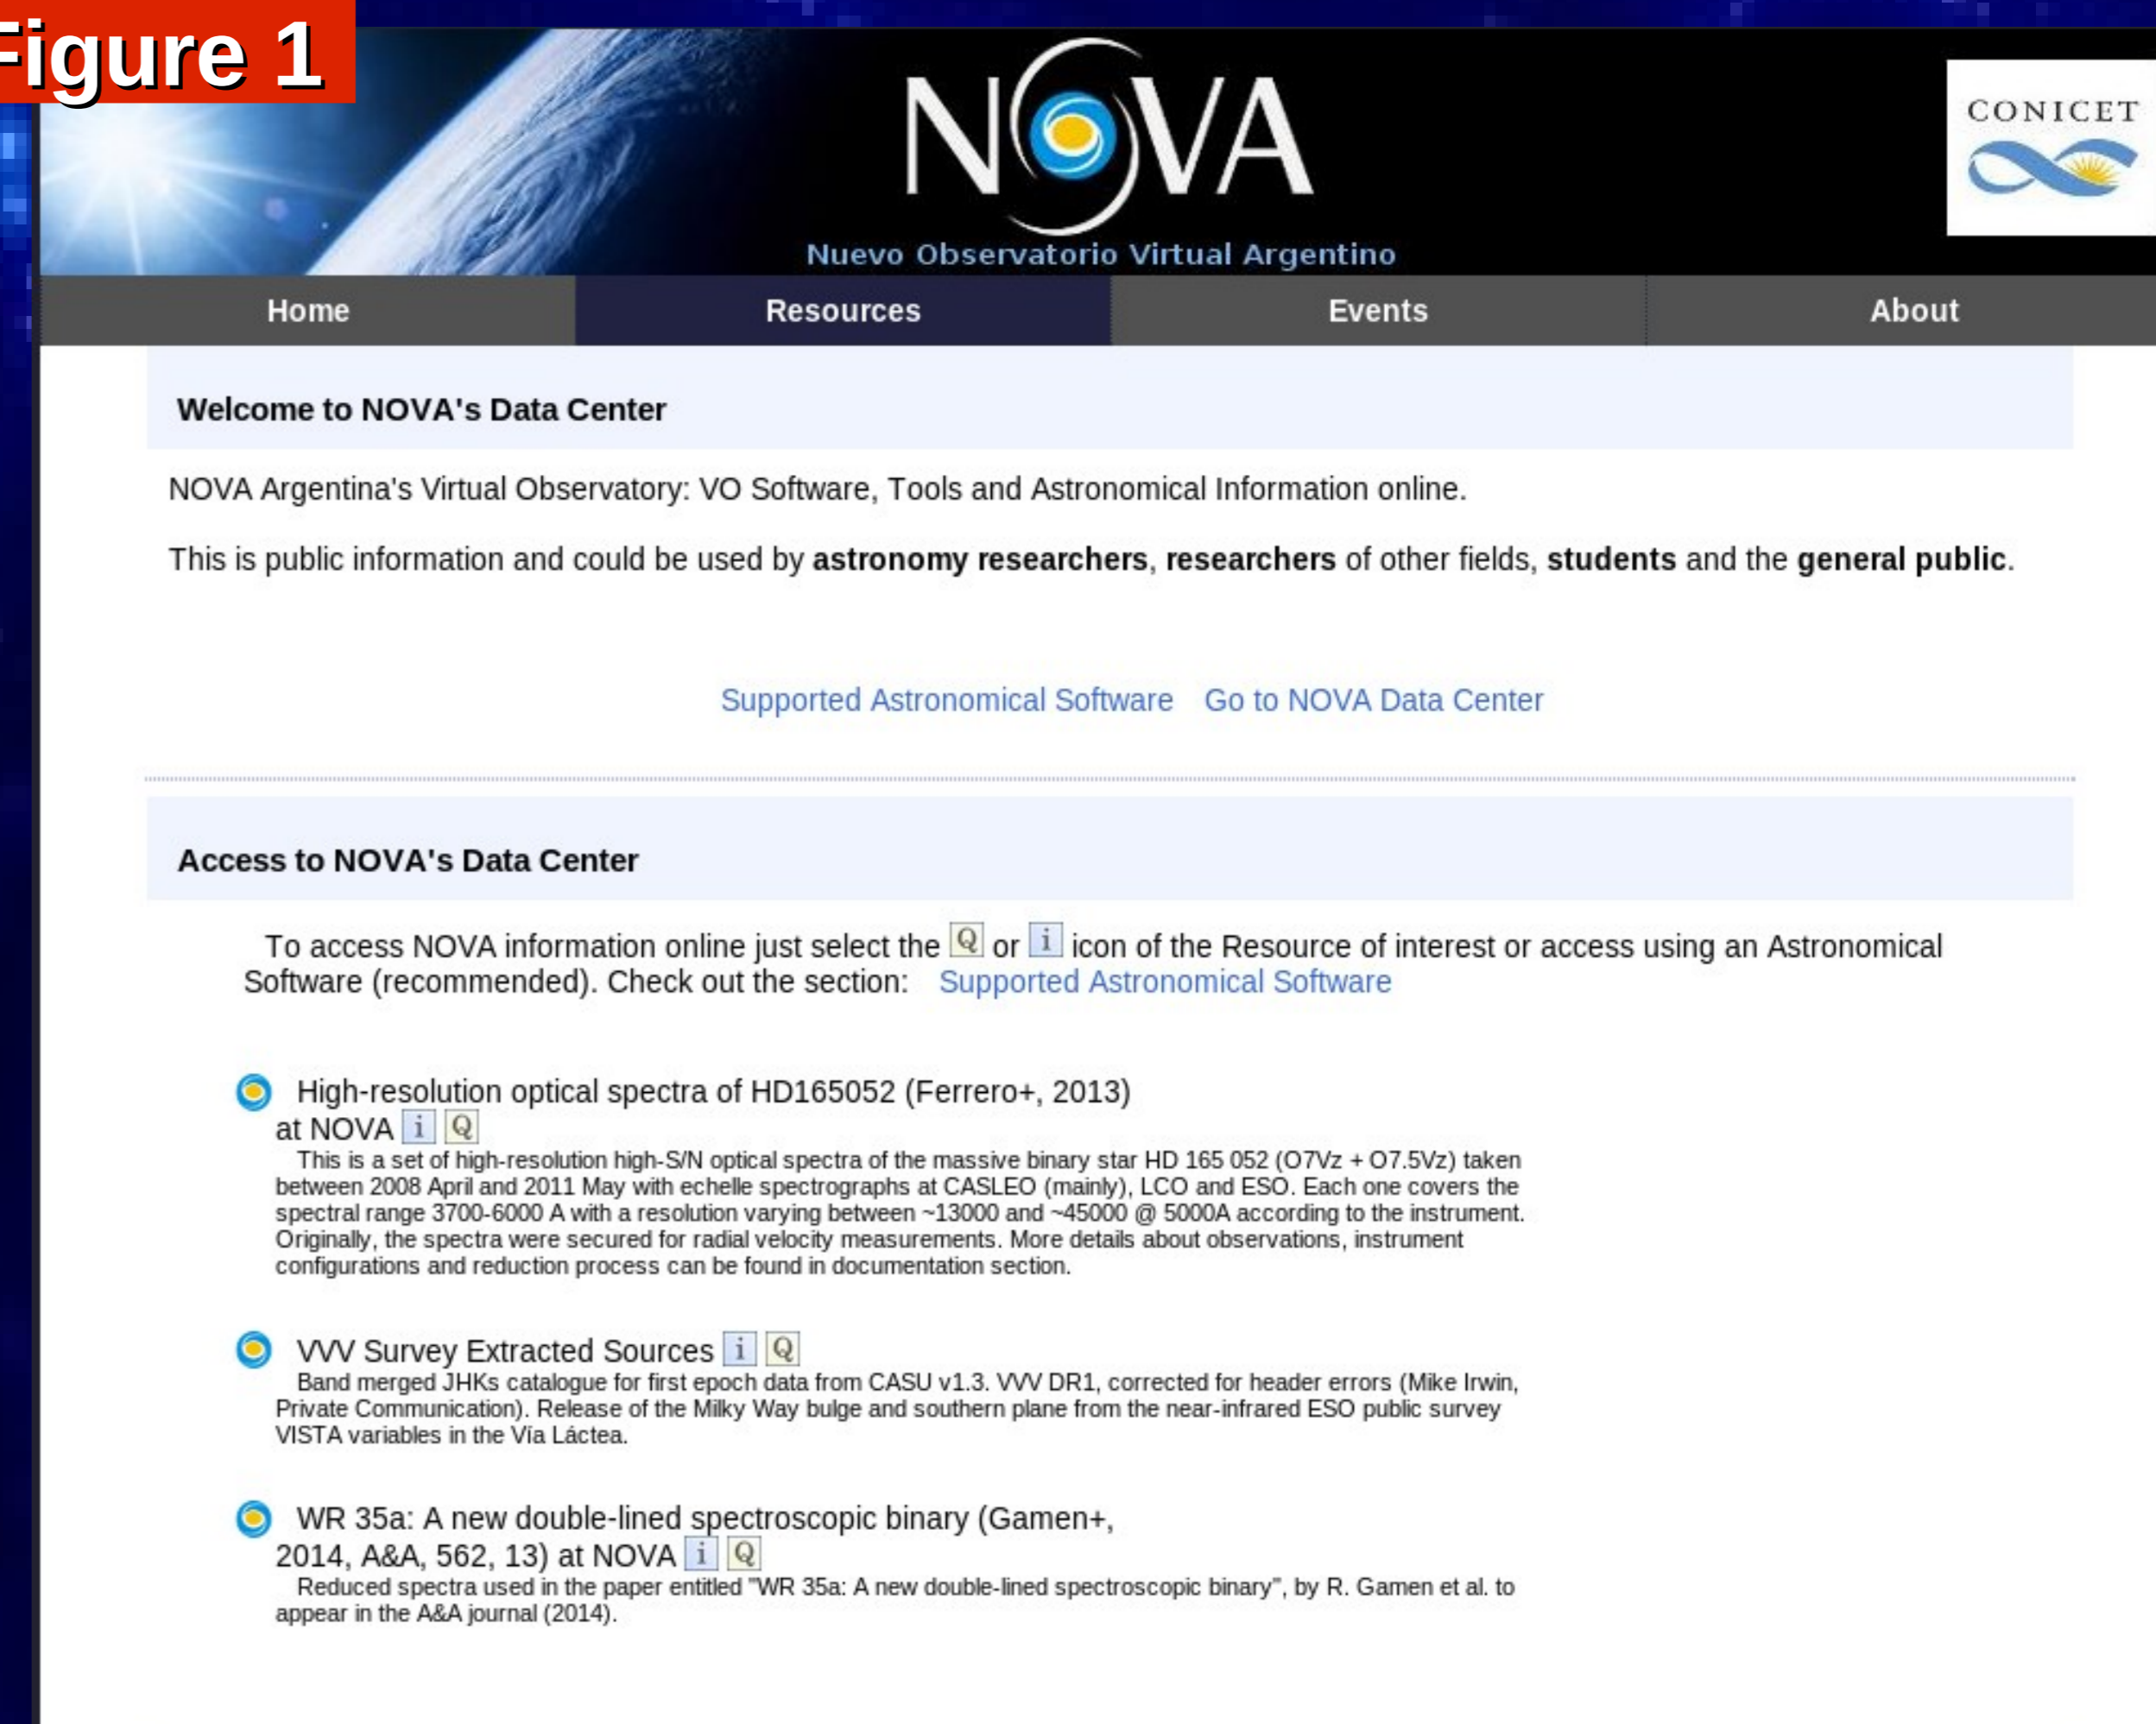 Figure 1
NOVA
CONICET
Nuevo Observatorio Virtual Argentino
Home Resources Events About
Welcome to NOVA's Data Center
NOVA Argentina's Virtual Observatory: VO Software, Tools and Astronomical Information online.
This is public information and could be used by astronomy researchers, researchers of other fields, students and the general public.
Supported Astronomical Software Go to NOVA Data Center
Access to NOVA's Data Center
To access NOVA information online just select the Q or i icon of the Resource of interest or access using an Astronomical
Software (recommended). Check out the section: Supported Astronomical Software
High-resolution optical spectra of HD165052 (Ferrero+, 2013)
at NOVA i Q
This is a set of high-resolution high-S/N optical spectra of the massive binary star HD 165 052 (O7Vz + O7.5Vz) taken
between 2008 April and 2011 May with echelle spectrographs at CASLEO (mainly), LCO and ESO. Each one covers the
spectral range 3700-6000 A with a resolution varying between ~13000 and ~45000 @ 5000A according to the instrument.
Originally, the spectra were secured for radial velocity measurements. More details about observations, instrument
configurations and reduction process can be found in documentation section.
VVV Survey Extracted Sources i Q
Band merged JHKs catalogue for first epoch data from CASU v1.3. VVV DR1, corrected for header errors (Mike Irwin,
Private Communication). Release of the Milky Way bulge and southern plane from the near-infrared ESO public survey
VISTA variables in the Vía Láctea.
WR 35a: A new double-lined spectroscopic binary (Gamen+,
2014, A&A, 562, 13) at NOVA i Q
Reduced spectra used in the paper entitled "WR 35a: A new double-lined spectroscopic binary", by R. Gamen et al. to
appear in the A&A journal (2014).